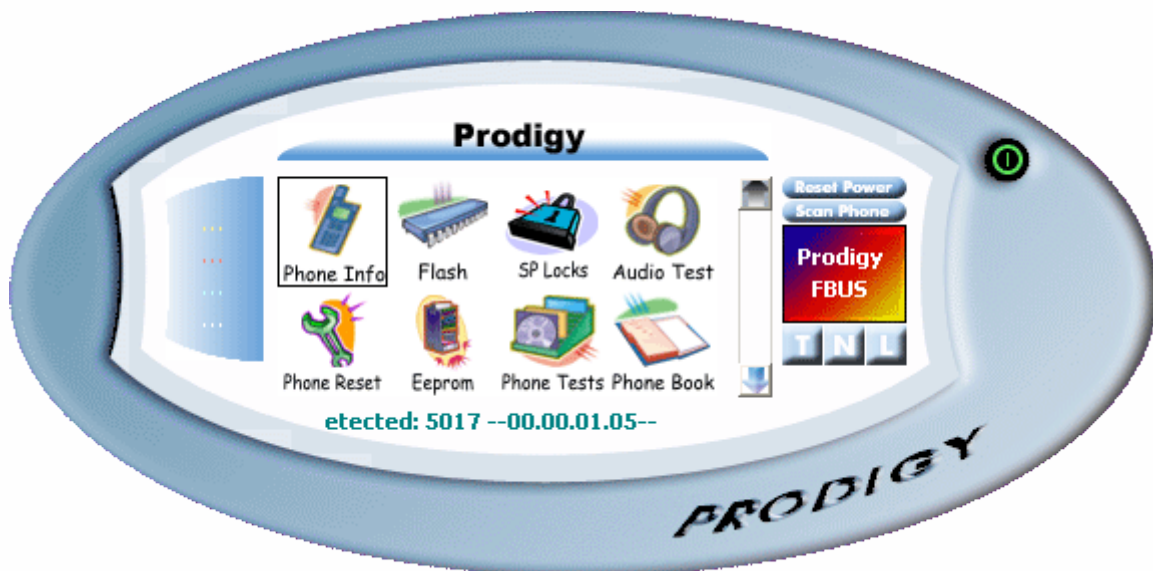 Prodigy
Reset Power
Scan Phone
Phone Info Flash SP Locks Audio Test
Prodigy
FBUS
Phone Reset Eeprom Phone Tests Phone Book
T N L
etected: 5017 --00.00.01.05--
PRODIGY